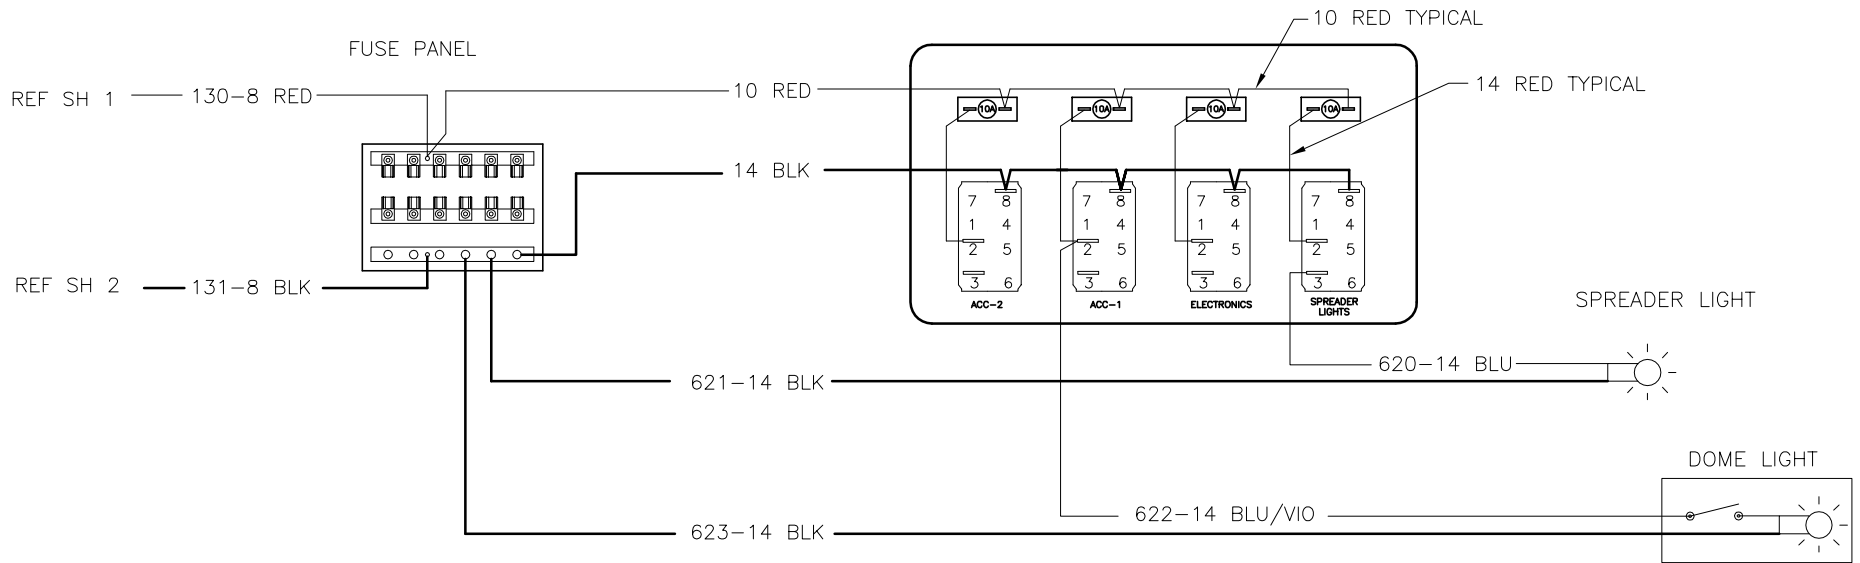 10 RED TYPICAL
FUSE PANEL
REF SH 1
130-8 RED
10 RED
14 RED TYPICAL
10A
10A
10A
10A
14 BLK
7 8
1 4
2 5
3 6
ACC-2
7 8
1 4
2 5
3 6
ACC-1
7 8
1 4
2 5
3 6
ELECTRONICS
7 8
1 4
2 5
3 6
SPREADER
LIGHTS
REF SH 2
131-8 BLK
SPREADER LIGHT
620-14 BLU
621-14 BLK
DOME LIGHT
622-14 BLU/VIO
623-14 BLK